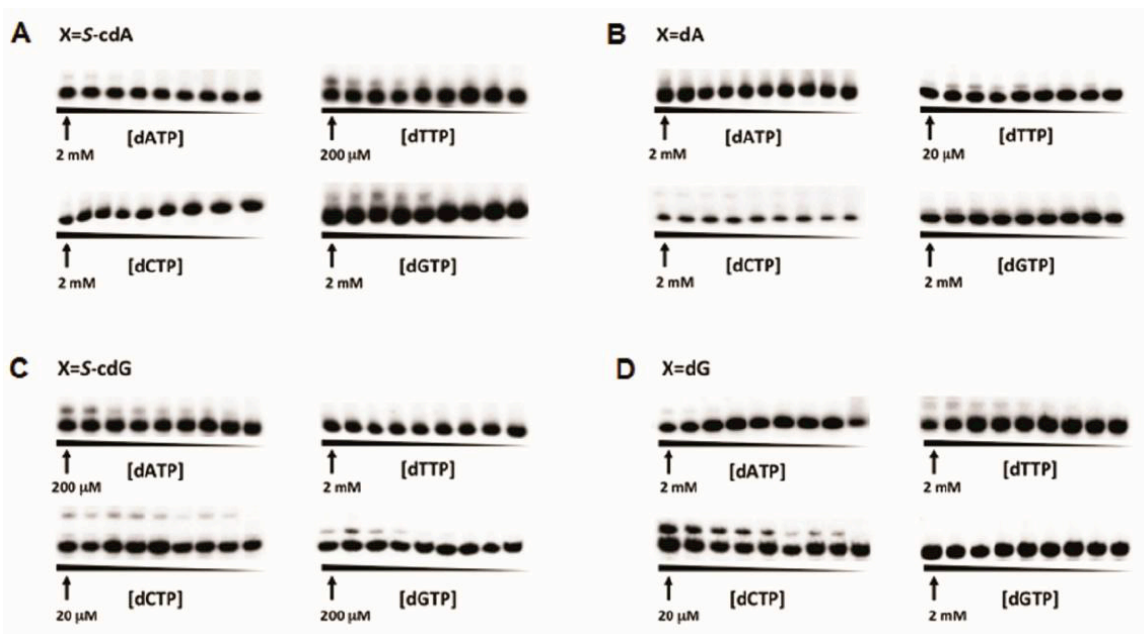 A X=S-cdA
[dATP]
2 mM
[dTTP]
200 µM
[dCTP]
2 mM
[dGTP]
2 mM
B X=dA
[dATP]
2 mM
[dTTP]
20 µM
[dCTP]
2 mM
[dGTP]
2 mM
C X=S-cdG
[dATP]
200 µM
[dTTP]
2 mM
[dCTP]
20 µM
[dGTP]
200 µM
D X=dG
[dATP]
2 mM
[dTTP]
2 mM
[dCTP]
20 µM
[dGTP]
2 mM